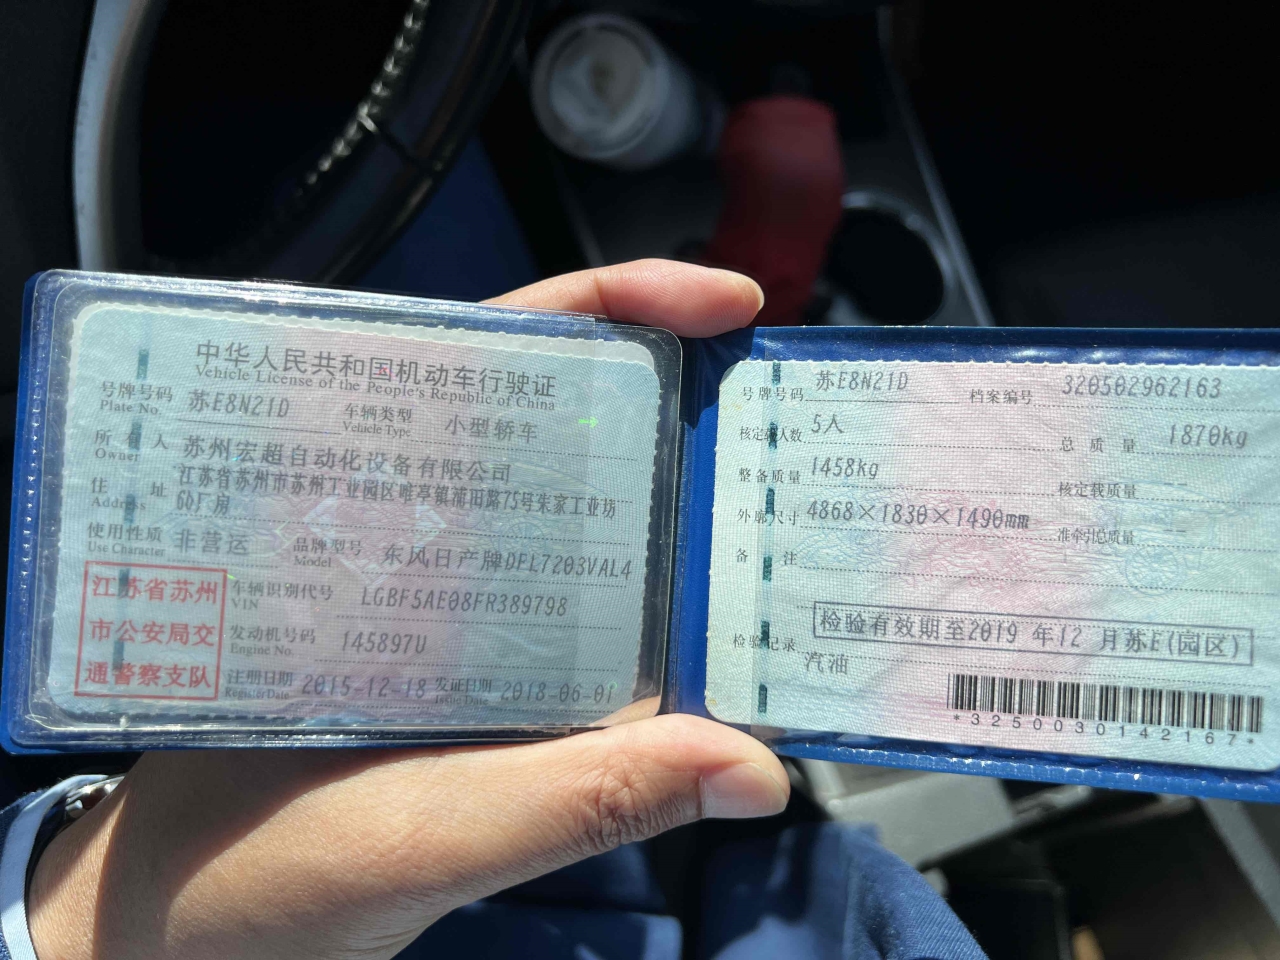 中华人民共和国机动车行驶证
Vehicle License of the People's Republic of China
号牌号码 苏E8N21D 车辆类型 小型轿车
Plate No. Vehicle Type
所有人 苏州宏超自动化设备有限公司
Owner
住址 江苏省苏州市苏州工业园区唯亭镇浦田路75号朱家工业坊
Address 6b厂房
使用性质 非营运 品牌型号 东风日产牌DFL7203VAL4
Use Character Model
江苏省苏州
市公安局交
通警察支队
车辆识别代号 LGBF5AE08FR389798
VIN
发动机号码 145897U
Engine No.
注册日期 2015-12-18 发证日期 2018-06-01
Register Date Issue Date
号牌号码 苏E8N21D 档案编号 320502962163
核定载人数 5人 总质量 1870kg
整备质量 1458kg 核定载质量 --
外廓尺寸 4868×1830×1490mm 准牵引总质量 --
备注
检验有效期至2019年12月苏E(园区)
检验记录
汽油
*3250030142167*